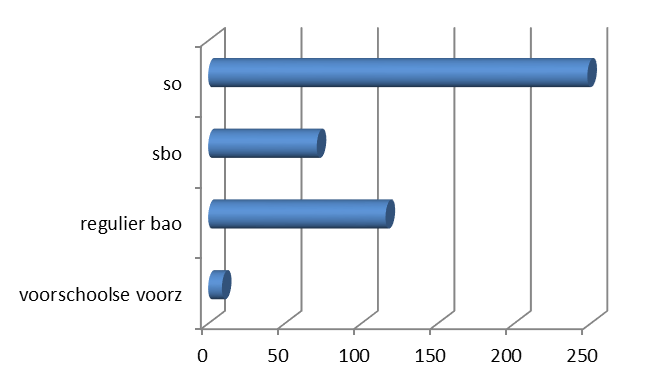 so
sbo
regulier bao
voorschoolse voorz
0 50 100 150 200 250